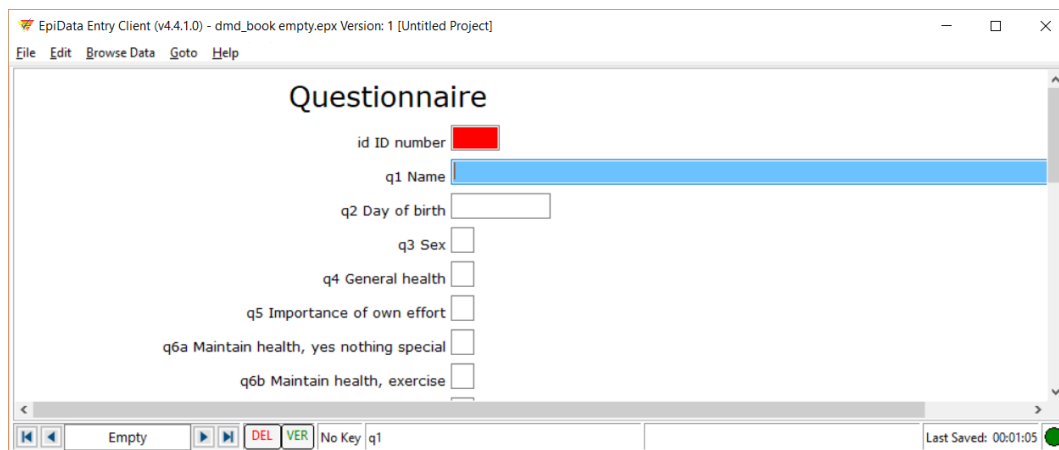 EpiData Entry Client (v4.4.1.0) - dmd_book empty.epx Version: 1 [Untitled Project]
File Edit Browse Data Goto Help
Questionnaire
id ID number
q1 Name
q2 Day of birth
q3 Sex
q4 General health
q5 Importance of own effort
q6a Maintain health, yes nothing special
q6b Maintain health, exercise
Empty DEL VER No Key q1 Last Saved: 00:01:05